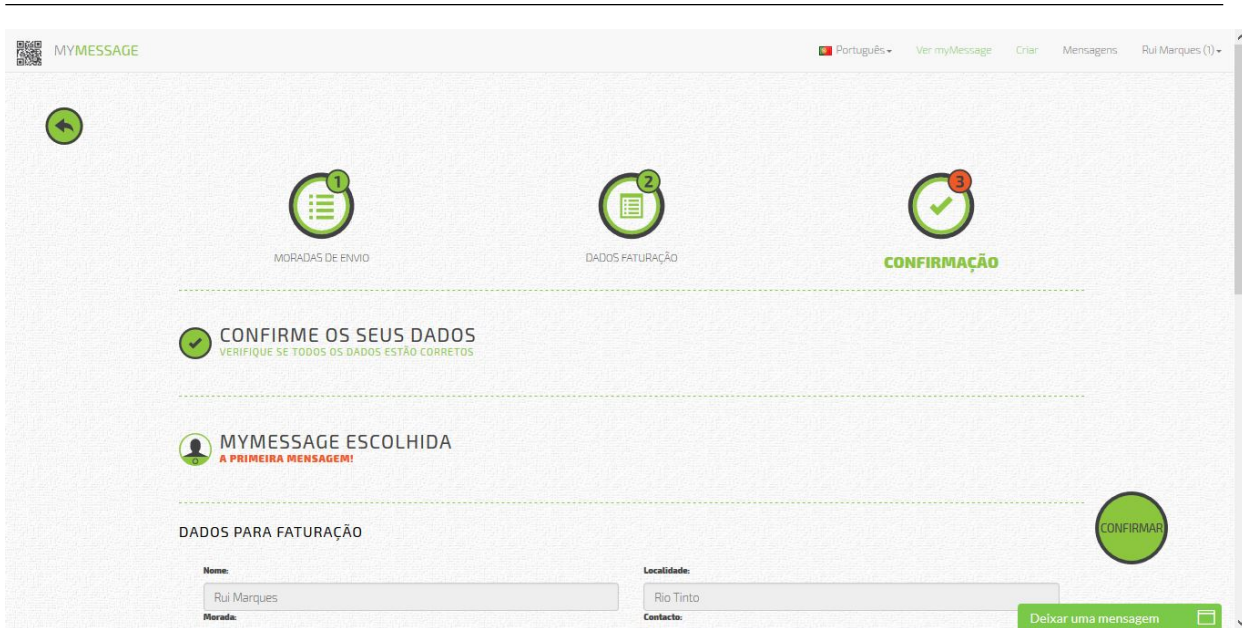 MYMESSAGE Português Ver myMessage Criar Mensagens Rui Marques (1)
1 2 3
MORADAS DE ENVIO DADOS FATURAÇÃO CONFIRMAÇÃO
CONFIRME OS SEUS DADOS
VERIFIQUE SE TODOS OS DADOS ESTÃO CORRETOS
MYMESSAGE ESCOLHIDA
A PRIMEIRA MENSAGEM!
CONFIRMAR
DADOS PARA FATURAÇÃO
Nome: Localidade:
Rui Marques Rio Tinto
Morada: Contacto:
Deixar uma mensagem